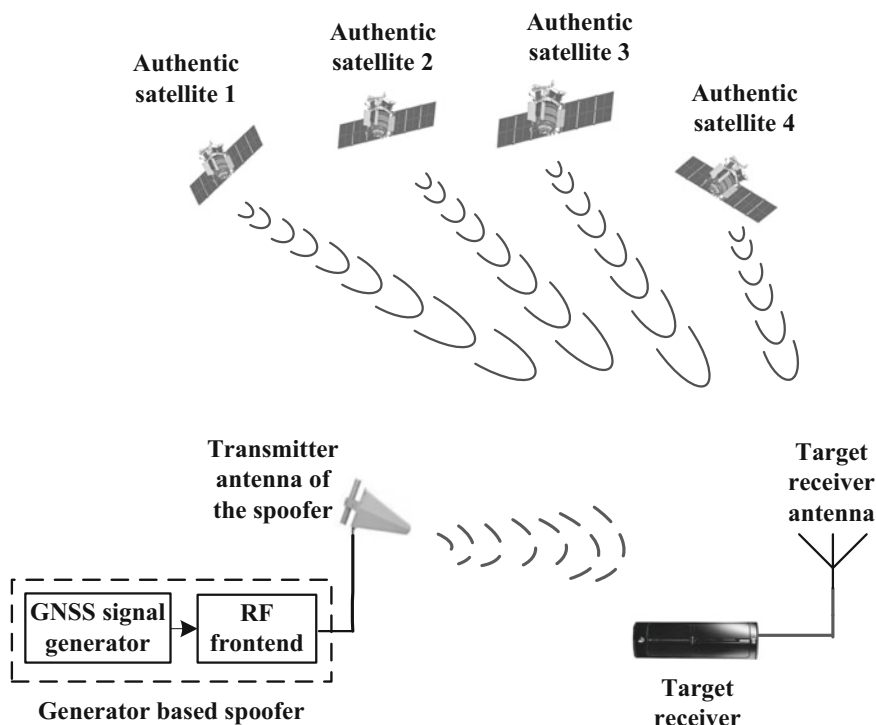 Authentic
satellite 1
Authentic
satellite 2
Authentic
satellite 3
Authentic
satellite 4
Transmitter
antenna of
the spoofer
Target
receiver
antenna
GNSS signal
generator
RF
frontend
Generator based spoofer
Target
receiver